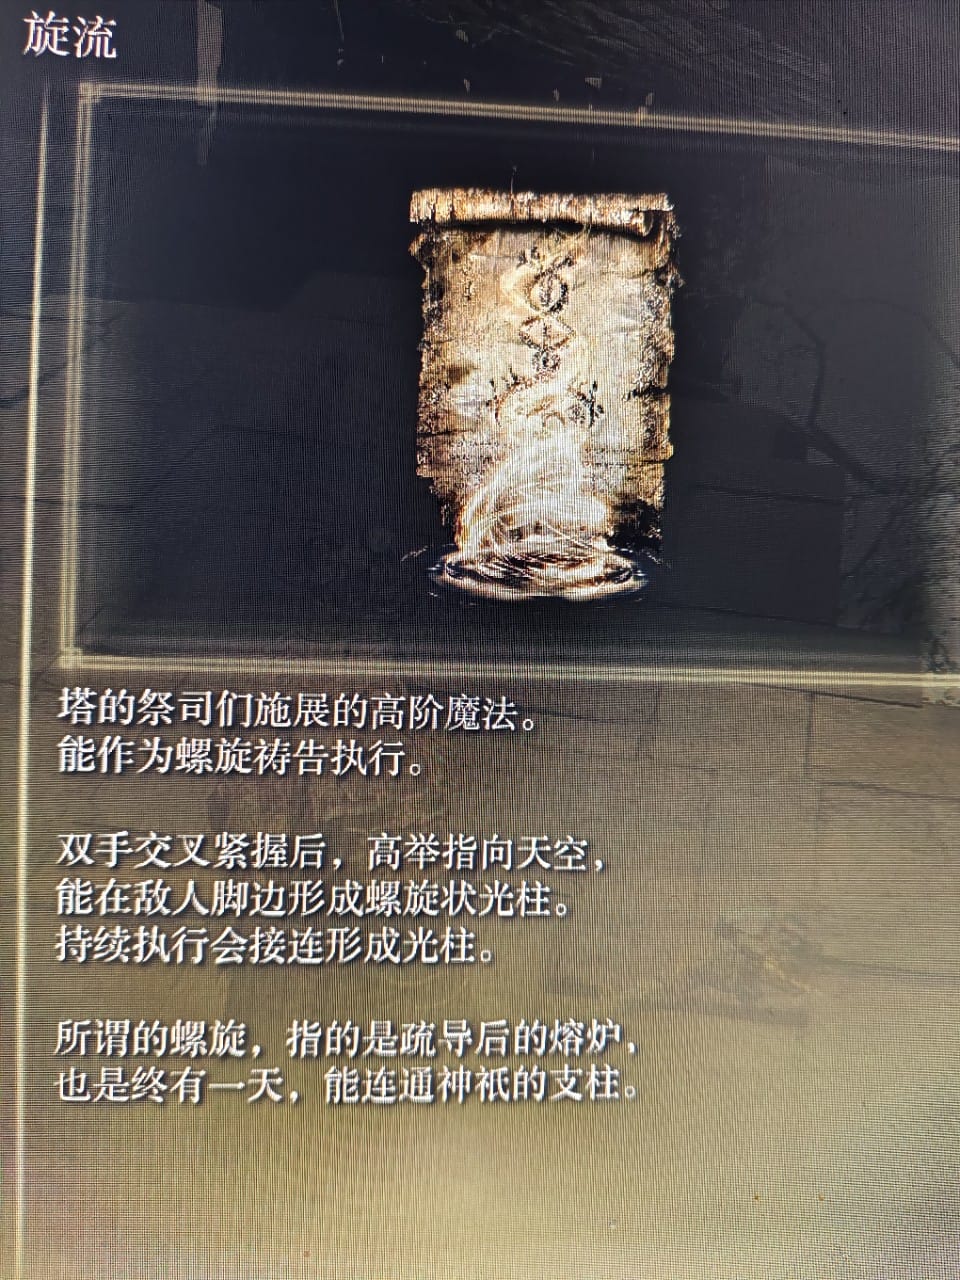 旋流
塔的祭司们施展的高阶魔法。
能作为螺旋祷告执行。
双手交叉紧握后，高举指向天空，
能在敌人脚边形成螺旋状光柱。
持续执行会接连形成光柱。
所谓的螺旋，指的是疏导后的熔炉，
也是终有一天，能连通神祇的支柱。